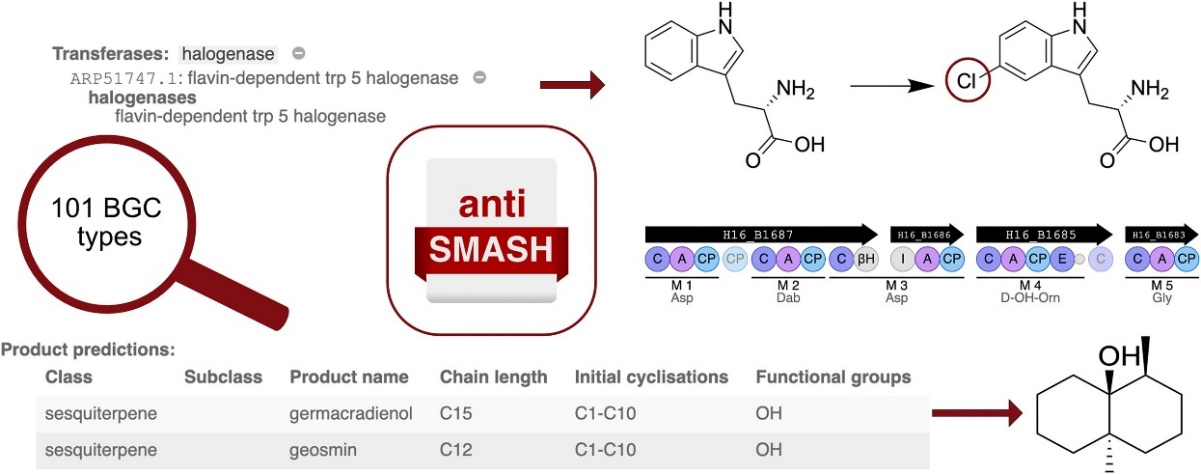 Transferases: halogenase
ARP51747.1: flavin-dependent trp 5 halogenase
halogenases
flavin-dependent trp 5 halogenase
101 BGC
types
anti
SMASH
H
N
NH2
OH
O
H
N
Cl
NH2
OH
O
H16_B1687 H16_B1686 H16_B1685 H16_B1683
C A CP CP C A CP C βH I A CP C A CP E C C A CP
M 1 M 2 M 3 M 4 M 5
Asp Dab Asp D-OH-Orn Gly
Product predictions:
Class Subclass Product name Chain length Initial cyclisations Functional groups
sesquiterpene germacradienol C15 C1-C10 OH
sesquiterpene geosmin C12 C1-C10 OH
OH